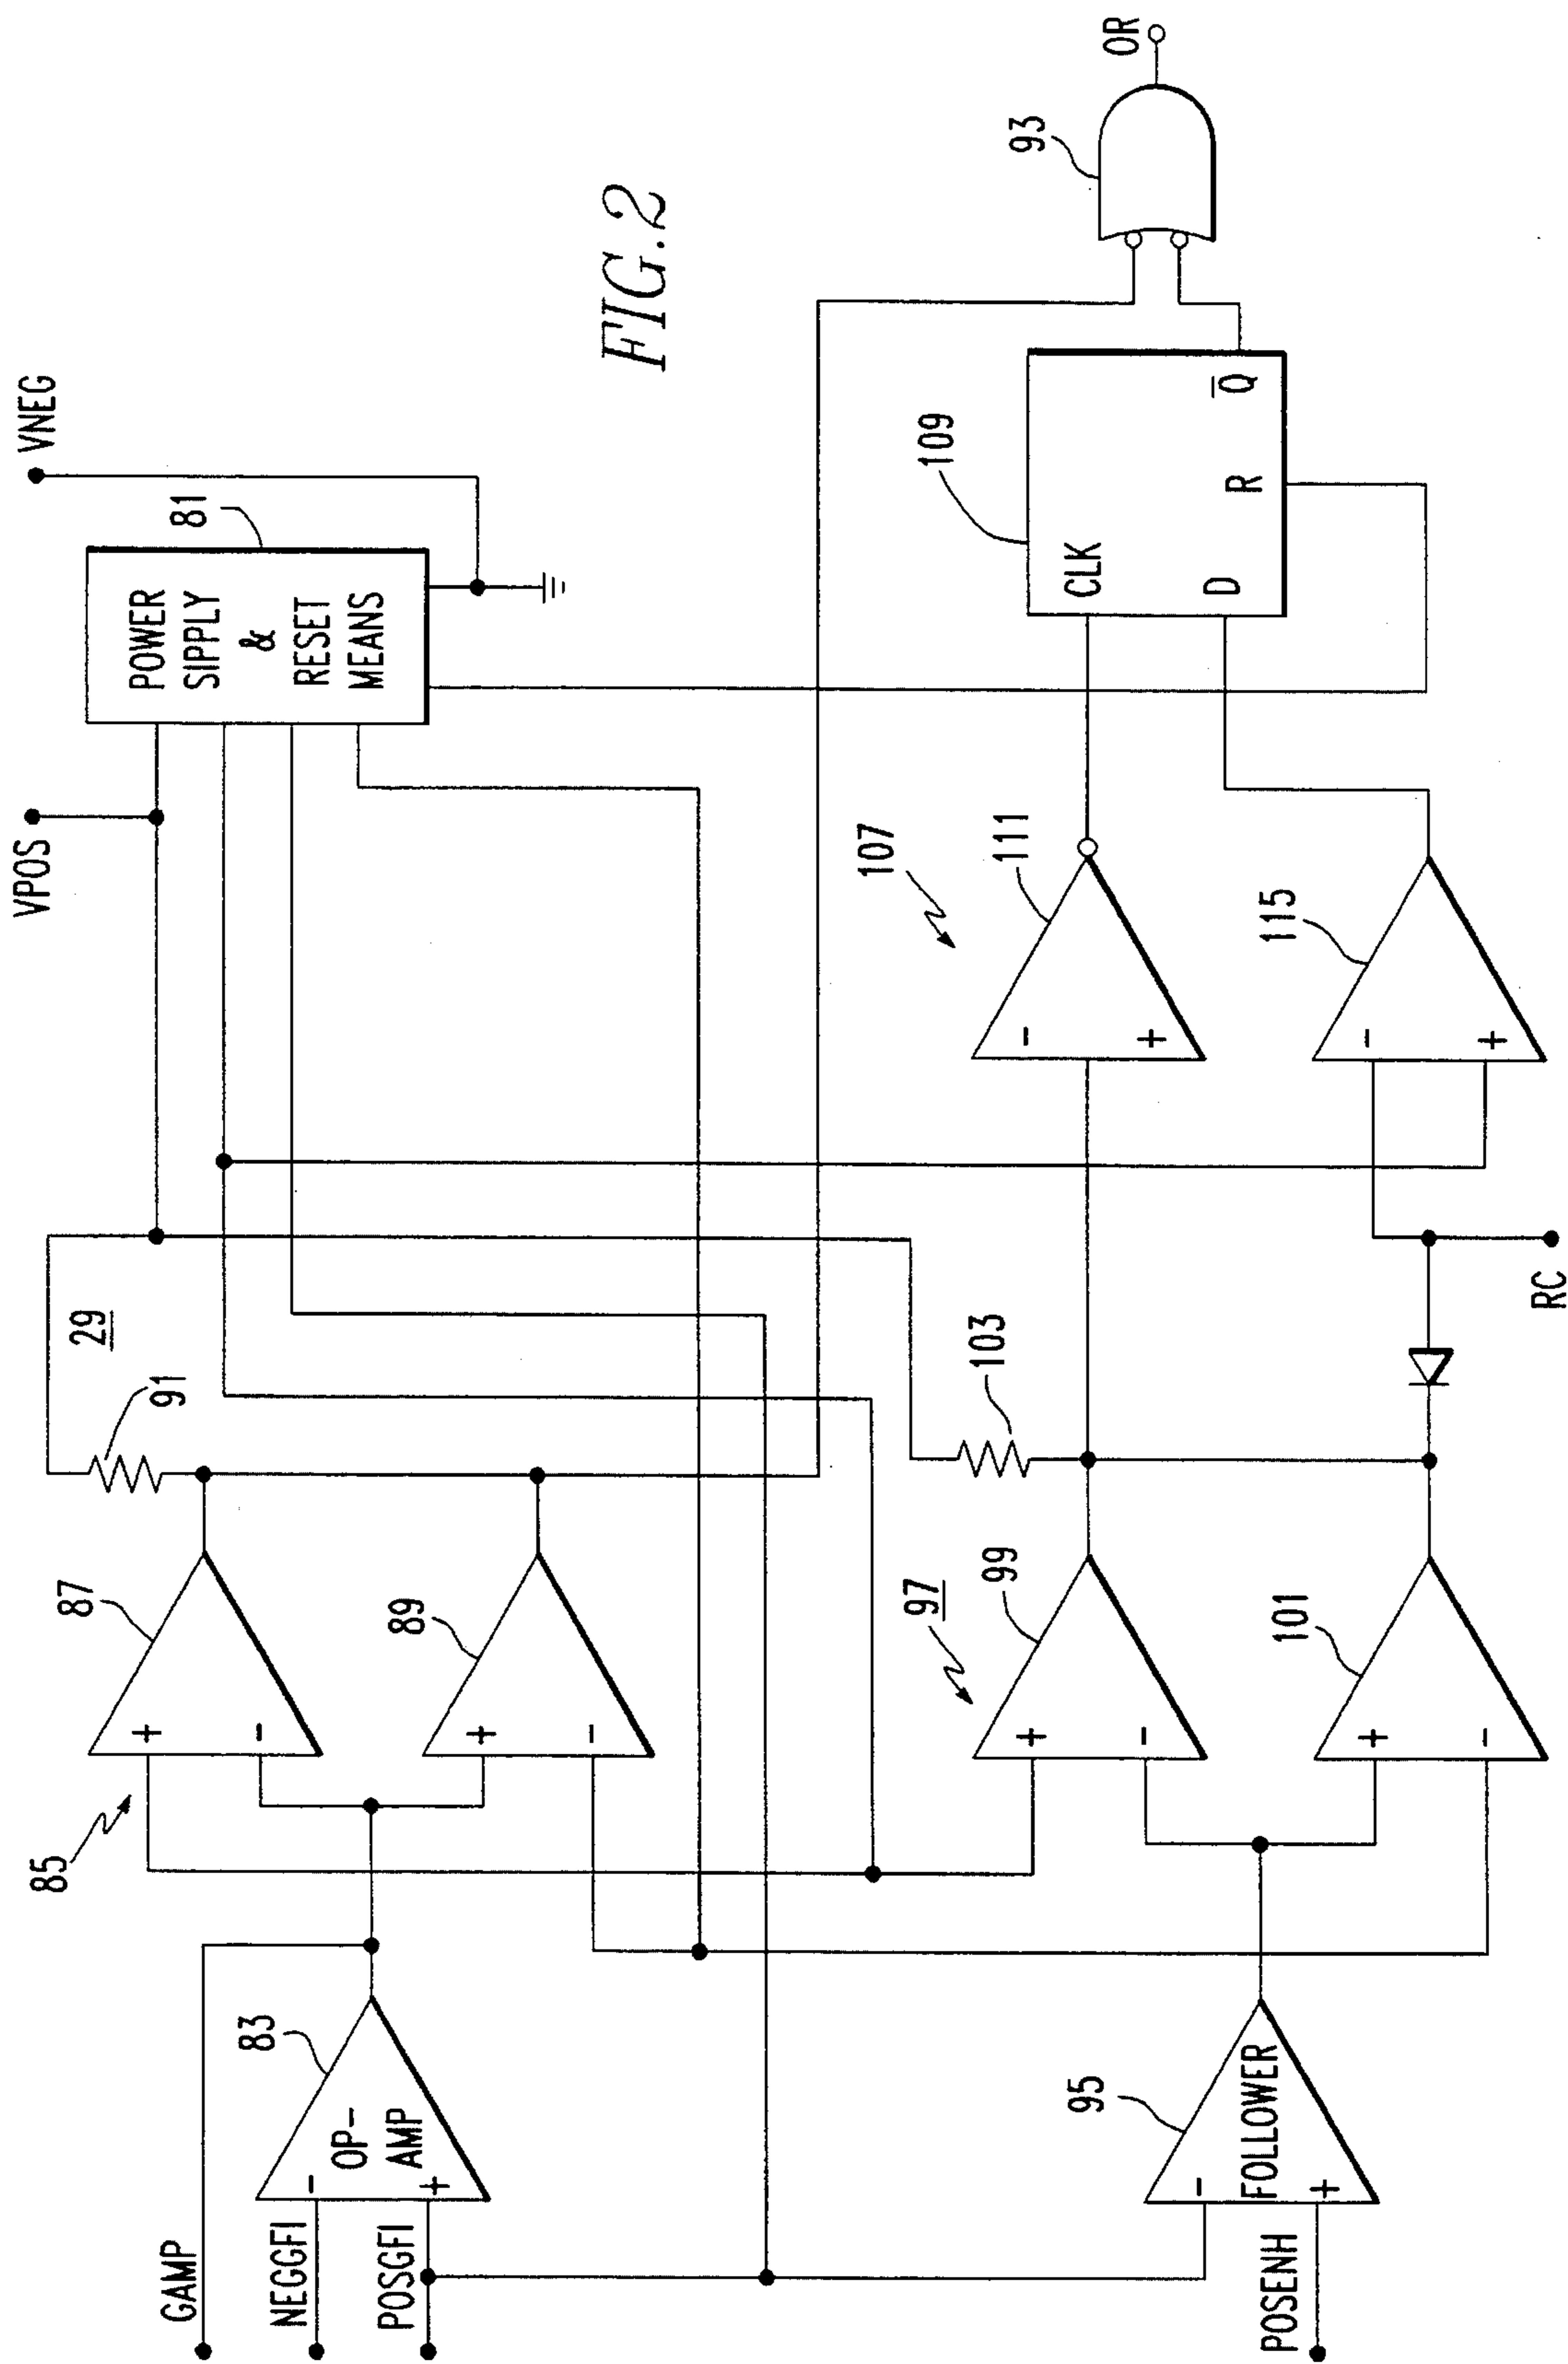 FIG.2
29
VPOS
VNEG
POWER
SIPPLY
&
RESET
MEANS
81
GAMP
NEGGFI
POSGFI
-
OP-
AMP
+
83
85
+
-
87
+
-
89
91
93
OR
POSENH
-
FOLLOWER
+
95
97
+
-
99
+
-
101
103
RC
107
-
+
111
-
+
115
109
CLK
D
R
Q̅